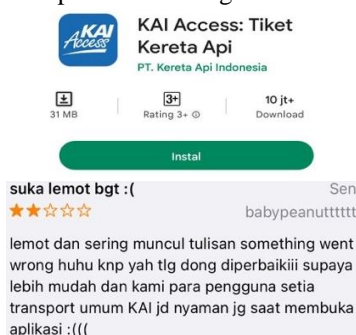 KAI
Access
KAI Access: Tiket
Kereta Api
PT. Kereta Api Indonesia
31 MB
3+
Rating 3+
10 jt+
Download
Instal
suka lemot bgt :(
Sen
babypeanutttttt
lemot dan sering muncul tulisan something went
wrong huhu knp yah tlg dong diperbaikiii supaya
lebih mudah dan kami para pengguna setia
transport umum KAI jd nyaman jg saat membuka
aplikasi :(((